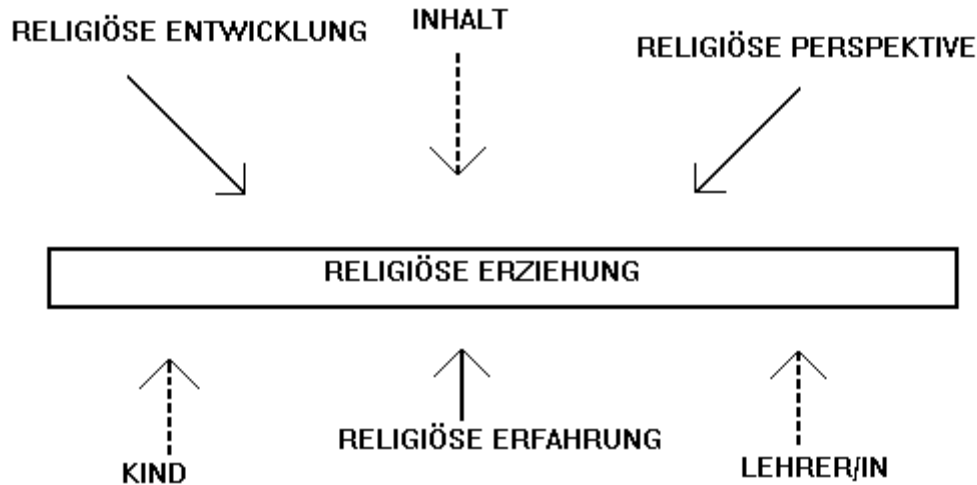 RELIGIÖSE ENTWICKLUNG
INHALT
RELIGIÖSE PERSPEKTIVE
RELIGIÖSE ERZIEHUNG
KIND
RELIGIÖSE ERFAHRUNG
LEHRER/IN